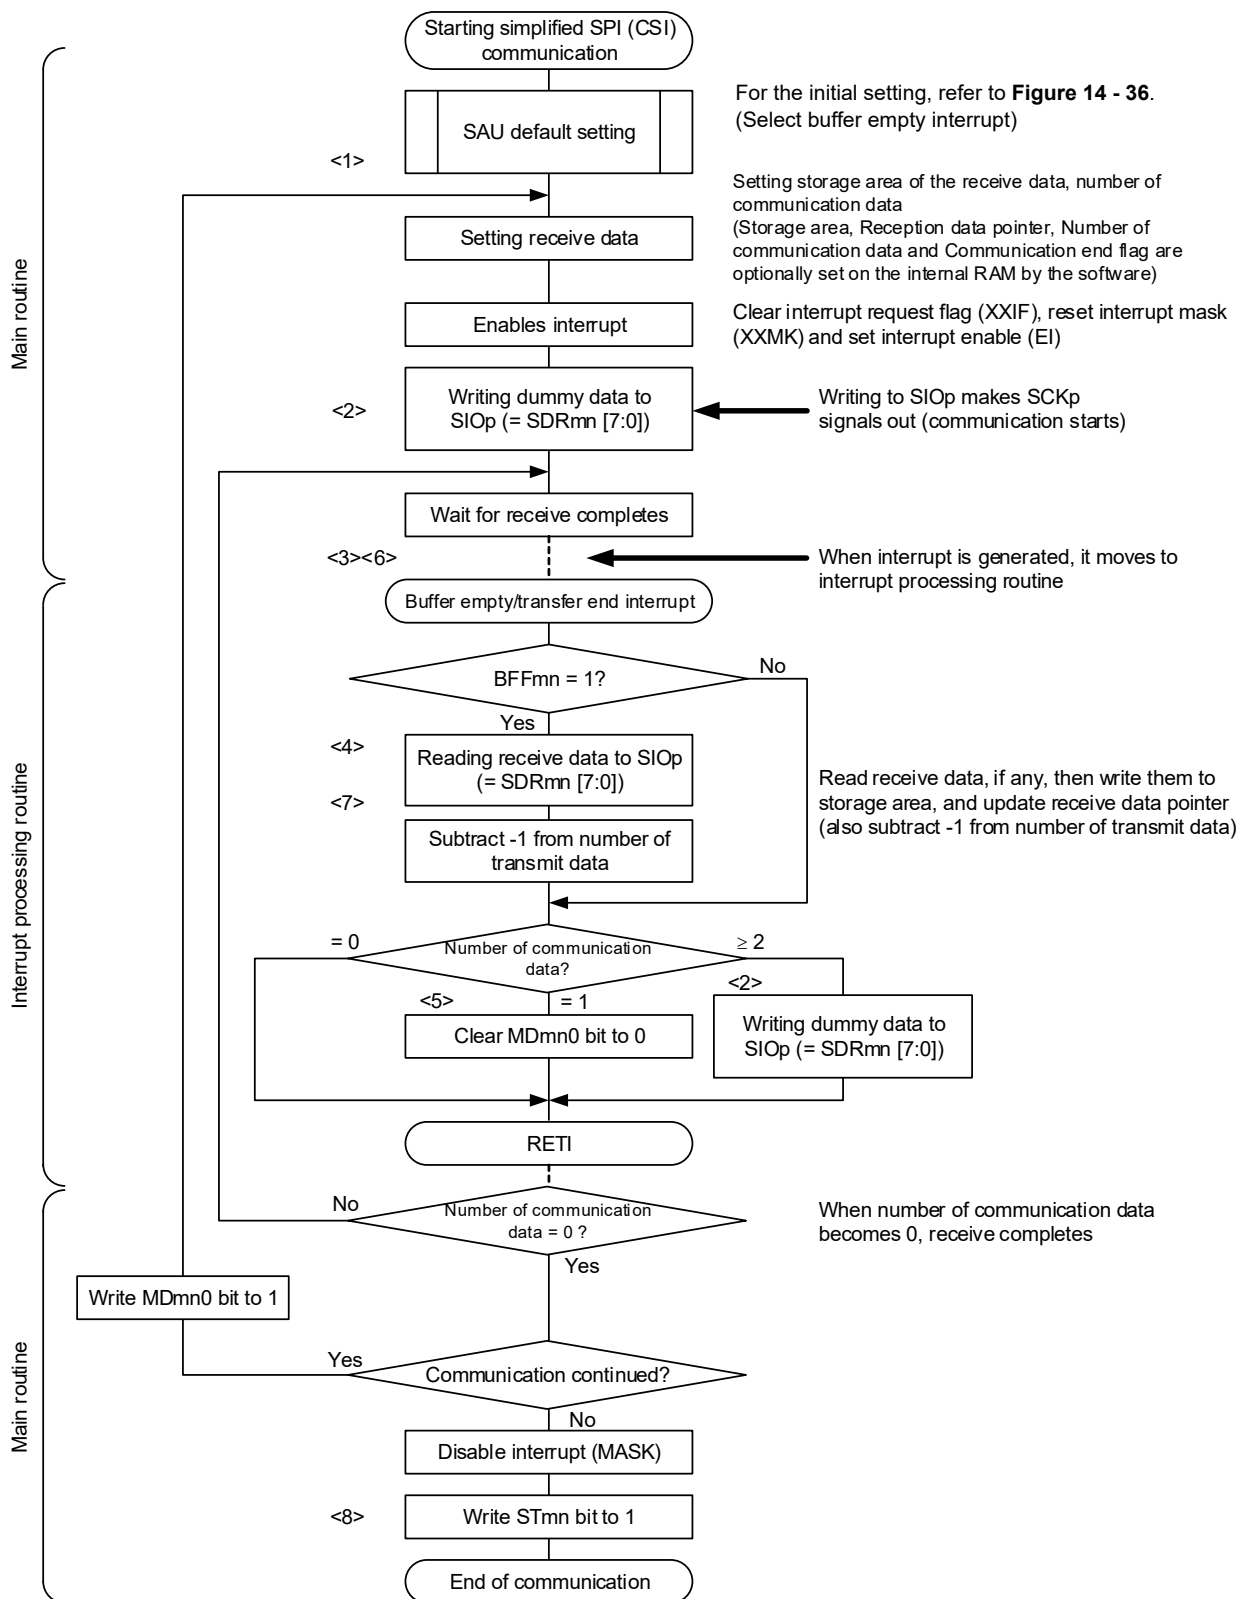 Starting simplified SPI (CSI)
communication
For the initial setting, refer to Figure 14 - 36.
(Select buffer empty interrupt)
SAU default setting
<1>
Setting storage area of the receive data, number of
communication data
(Storage area, Reception data pointer, Number of
communication data and Communication end flag are
optionally set on the internal RAM by the software)
Setting receive data
Main routine
Enables interrupt
Clear interrupt request flag (XXIF), reset interrupt mask
(XXMK) and set interrupt enable (EI)
<2>
Writing dummy data to
SIOp (= SDRmn [7:0])
Writing to SIOp makes SCKp
signals out (communication starts)
Wait for receive completes
<3><6>
When interrupt is generated, it moves to
interrupt processing routine
Buffer empty/transfer end interrupt
BFFmn = 1?
No
Yes
<4>
Reading receive data to SIOp
(= SDRmn [7:0])
<7>
Read receive data, if any, then write them to
storage area, and update receive data pointer
(also subtract -1 from number of transmit data)
Subtract -1 from number of
transmit data
Interrupt processing routine
= 0
Number of communication
data?
≥ 2
<5>
= 1
<2>
Clear MDmn0 bit to 0
Writing dummy data to
SIOp (= SDRmn [7:0])
RETI
No
Number of communication
data = 0 ?
When number of communication data
becomes 0, receive completes
Yes
Write MDmn0 bit to 1
Yes
Communication continued?
No
Main routine
Disable interrupt (MASK)
<8>
Write STmn bit to 1
End of communication